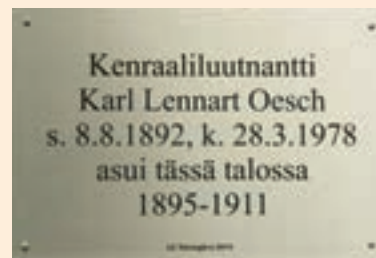 Kenraaliluutnantti
Karl Lennart Oesch
s. 8.8.1892, k. 28.3.1978
asui tässä talossa
1895-1911